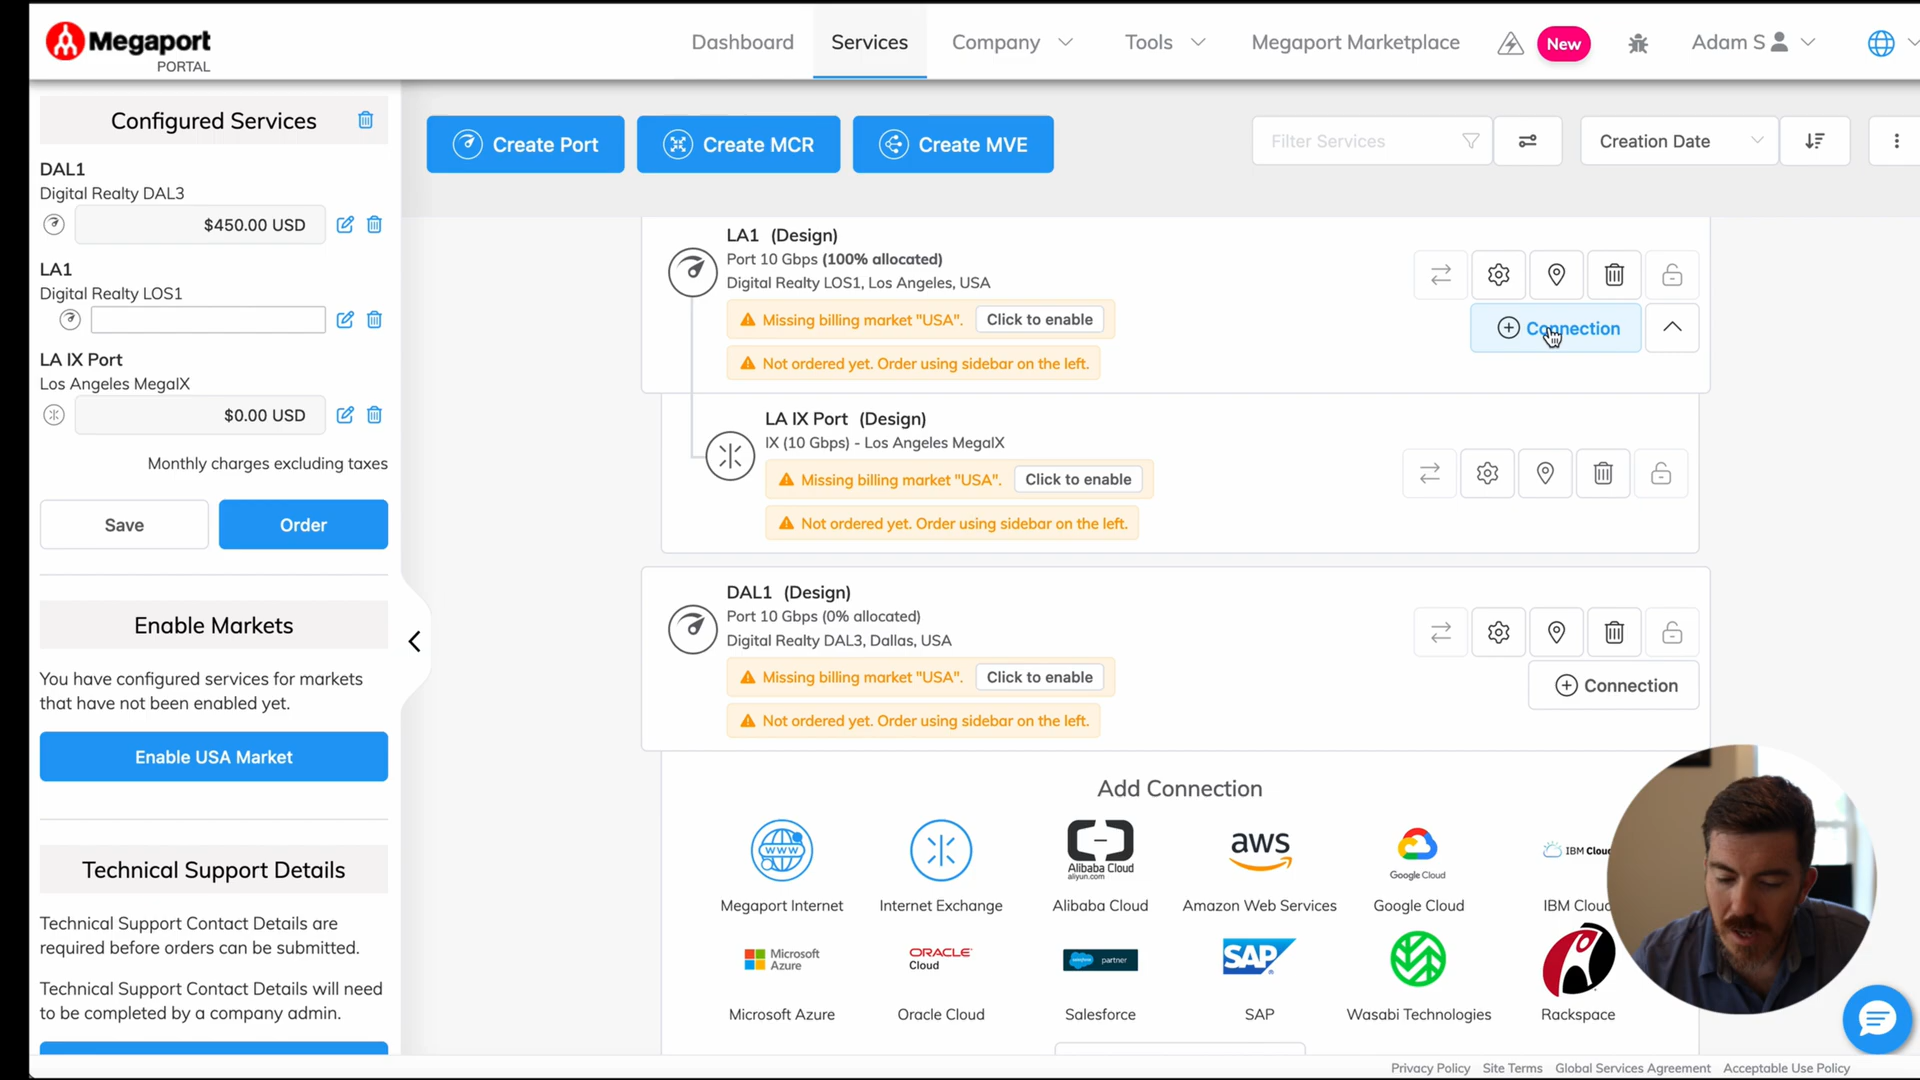 Megaport
PORTAL
Dashboard
Services
Company
Tools
Megaport Marketplace
New
Adam S
Configured Services
DAL1
Digital Realty DAL3
$450.00 USD
LA1
Digital Realty LOS1
LA IX Port
Los Angeles MegaIX
$0.00 USD
Monthly charges excluding taxes
Save
Order
Enable Markets
You have configured services for markets
that have not been enabled yet.
Enable USA Market
Technical Support Details
Technical Support Contact Details are
required before orders can be submitted.
Technical Support Contact Details will need
to be completed by a company admin.
Create Port
Create MCR
Create MVE
Filter Services
Creation Date
LA1 (Design)
Port 10 Gbps (100% allocated)
Digital Realty LOS1, Los Angeles, USA
Missing billing market "USA". Click to enable
Not ordered yet. Order using sidebar on the left.
Connection
LA IX Port (Design)
IX (10 Gbps) - Los Angeles MegaIX
Missing billing market "USA". Click to enable
Not ordered yet. Order using sidebar on the left.
DAL1 (Design)
Port 10 Gbps (0% allocated)
Digital Realty DAL3, Dallas, USA
Missing billing market "USA". Click to enable
Not ordered yet. Order using sidebar on the left.
Connection
Add Connection
www
Alibaba Cloud
aliyun.com
aws
Google Cloud
IBM Cloud
Megaport Internet
Internet Exchange
Alibaba Cloud
Amazon Web Services
Google Cloud
IBM Cloud
Microsoft
Azure
ORACLE
Cloud
salesforce partner
SAP
Microsoft Azure
Oracle Cloud
Salesforce
SAP
Wasabi Technologies
Rackspace
Privacy Policy
Site Terms
Global Services Agreement
Acceptable Use Policy